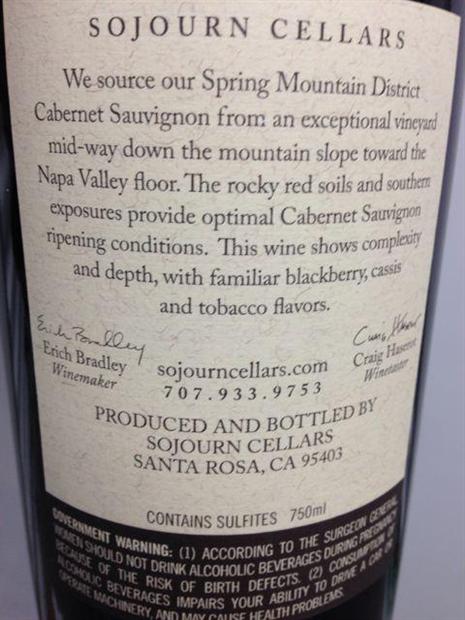 SOJOURN CELLARS
We source our Spring Mountain District
Cabernet Sauvignon from an exceptional vineyard
mid-way down the mountain slope toward the
Napa Valley floor. The rocky red soils and southern
exposures provide optimal Cabernet Sauvignon
ripening conditions. This wine shows complexity
and depth, with familiar blackberry, cassis
and tobacco flavors.
Erich Bradley
Erich Bradley
Winemaker
sojourncellars.com
707.933.9753
Craig Haserot
Craig Haserot
Winetaster
PRODUCED AND BOTTLED BY
SOJOURN CELLARS
SANTA ROSA, CA 95403
CONTAINS SULFITES 750ml
GOVERNMENT WARNING: (1) ACCORDING TO THE SURGEON GENERAL,
WOMEN SHOULD NOT DRINK ALCOHOLIC BEVERAGES DURING PREGNANCY
BECAUSE OF THE RISK OF BIRTH DEFECTS. (2) CONSUMPTION OF
ALCOHOLIC BEVERAGES IMPAIRS YOUR ABILITY TO DRIVE A CAR OR
OPERATE MACHINERY, AND MAY CAUSE HEALTH PROBLEMS.